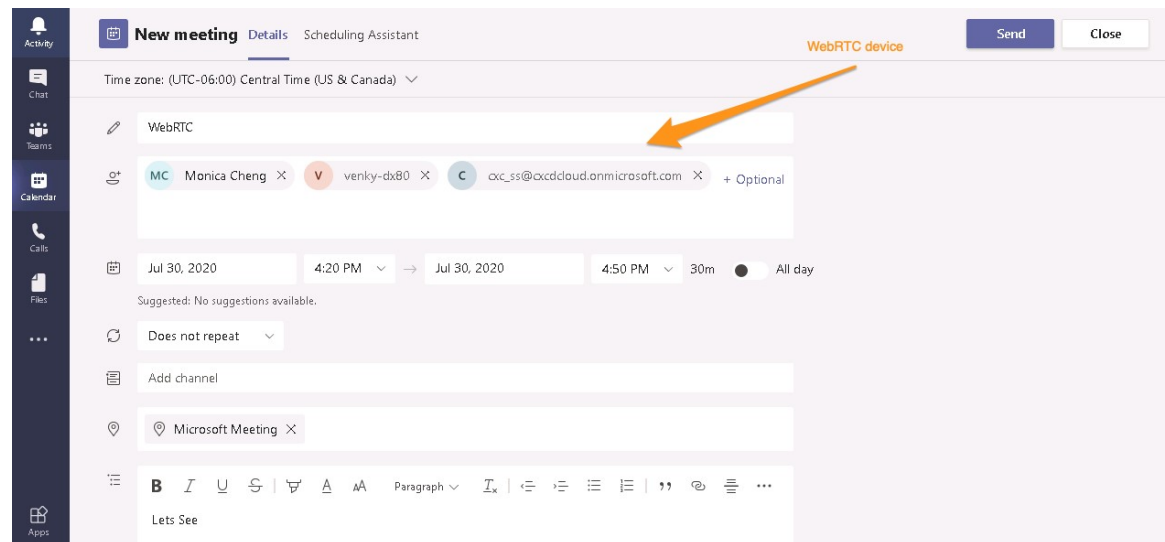 Activity
Chat
Teams
Calendar
Calls
Files
Apps
New meeting Details Scheduling Assistant
WebRTC device
Send Close
Time zone: (UTC-06:00) Central Time (US & Canada)
WebRTC
MC Monica Cheng X V venky-dx80 X C cxc_ss@cxcdcloud.onmicrosoft.com X + Optional
Jul 30, 2020 4:20 PM → Jul 30, 2020 4:50 PM 30m All day
Suggested: No suggestions available.
Does not repeat
Add channel
Microsoft Meeting X
B I U S A AA Paragraph Tx
Lets See